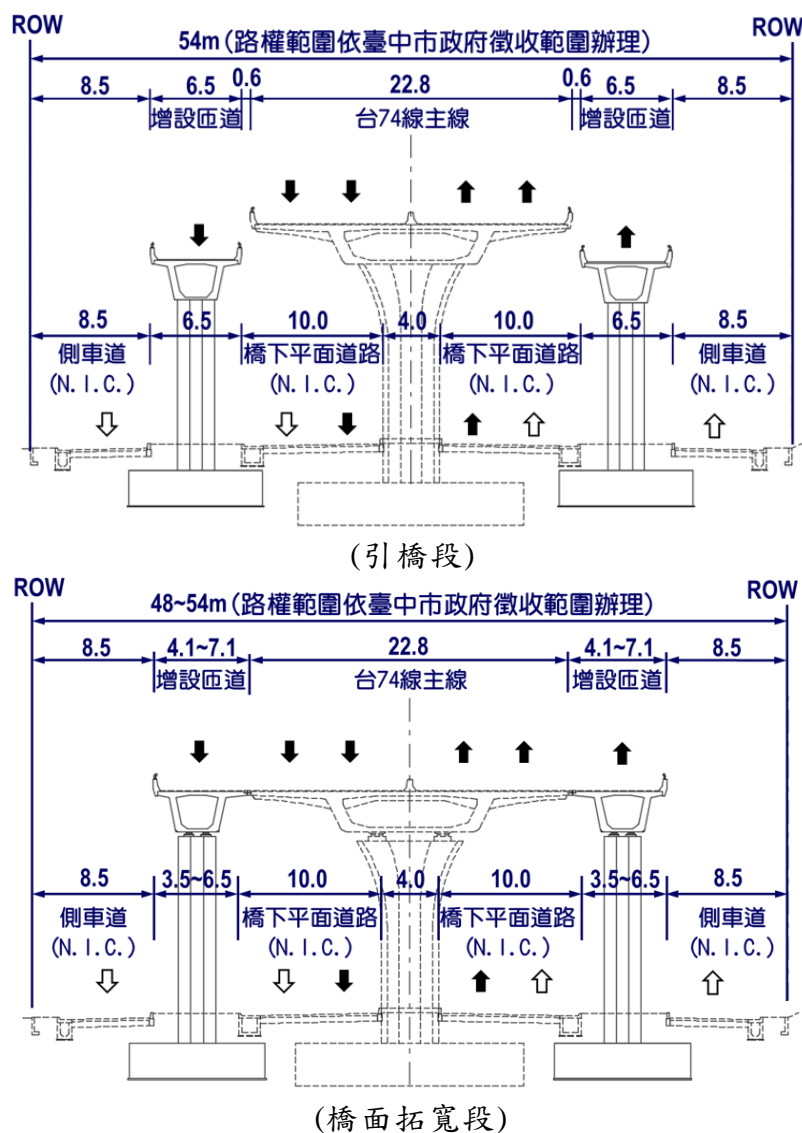 ROW ROW
54m(路權範圍依臺中市政府徵收範圍辦理)
8.5 6.5 0.6 22.8 0.6 6.5 8.5
增設匝道 台74線主線 增設匝道
8.5 6.5 10.0 4.0 10.0 6.5 8.5
側車道 橋下平面道路 橋下平面道路 側車道
(N.I.C.) (N.I.C.) (N.I.C.) (N.I.C.)
(引橋段)
ROW ROW
48~54m(路權範圍依臺中市政府徵收範圍辦理)
8.5 4.1~7.1 22.8 4.1~7.1 8.5
增設匝道 台74線主線 增設匝道
8.5 3.5~6.5 10.0 4.0 10.0 3.5~6.5 8.5
側車道 橋下平面道路 橋下平面道路 側車道
(N.I.C.) (N.I.C.) (N.I.C.) (N.I.C.)
(橋面拓寬段)